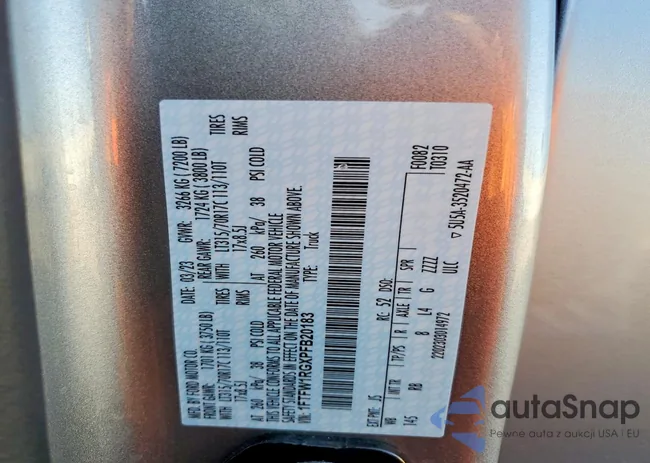 MFD. BY FORD MOTOR CO.
DATE: 03/23 GVWR: 3266 KG ( 7200 LB)
FRONT GAWR: 1701 KG ( 3750 LB) REAR GAWR: 1724 KG ( 3800 LB)
WITH LT315/70R17C 113/110T TIRES WITH LT315/70R17C 113/110T TIRES
17x8.5J RIMS 17x8.5J RIMS
AT 260 kPa/ 38 PSI COLD AT 260 kPa/ 38 PSI COLD
THIS VEHICLE CONFORMS TO ALL APPLICABLE FEDERAL MOTOR VEHICLE
SAFETY STANDARDS IN EFFECT ON THE DATE OF MANUFACTURE SHOWN ABOVE.
1FTFW1RGXPFB20183 TYPE: Truck
F0082
T0310
EXT PNT: JS RC: 52 DSO:
WB INT TR TP/PS R AXLE TR SPR
145 RB 8 L4 G ZZZZ
220230304972 ULC
▽ 5U5A-3520472-AA
autaSnap
Pewne auta z aukcji USA i EU